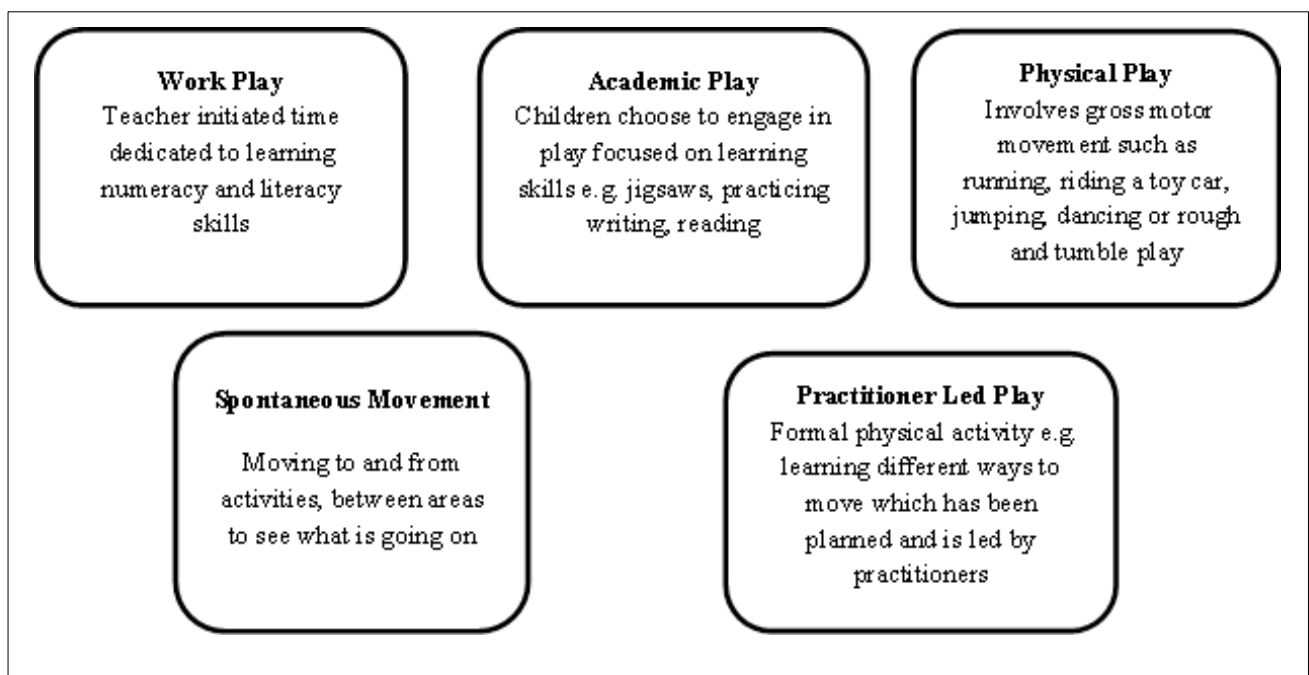 Work Play
Teacher initiated time
dedicated to learning
numeracy and literacy
skills
Academic Play
Children choose to engage in
play focused on learning
skills e.g. jigsaws, practicing
writing, reading
Physical Play
Involves gross motor
movement such as
running, riding a toy car,
jumping, dancing or rough
and tumble play
Spontaneous Movement
Moving to and from
activities, between areas
to see what is going on
Practitioner Led Play
Formal physical activity e.g.
learning different ways to
move which has been
planned and is led by
practitioners